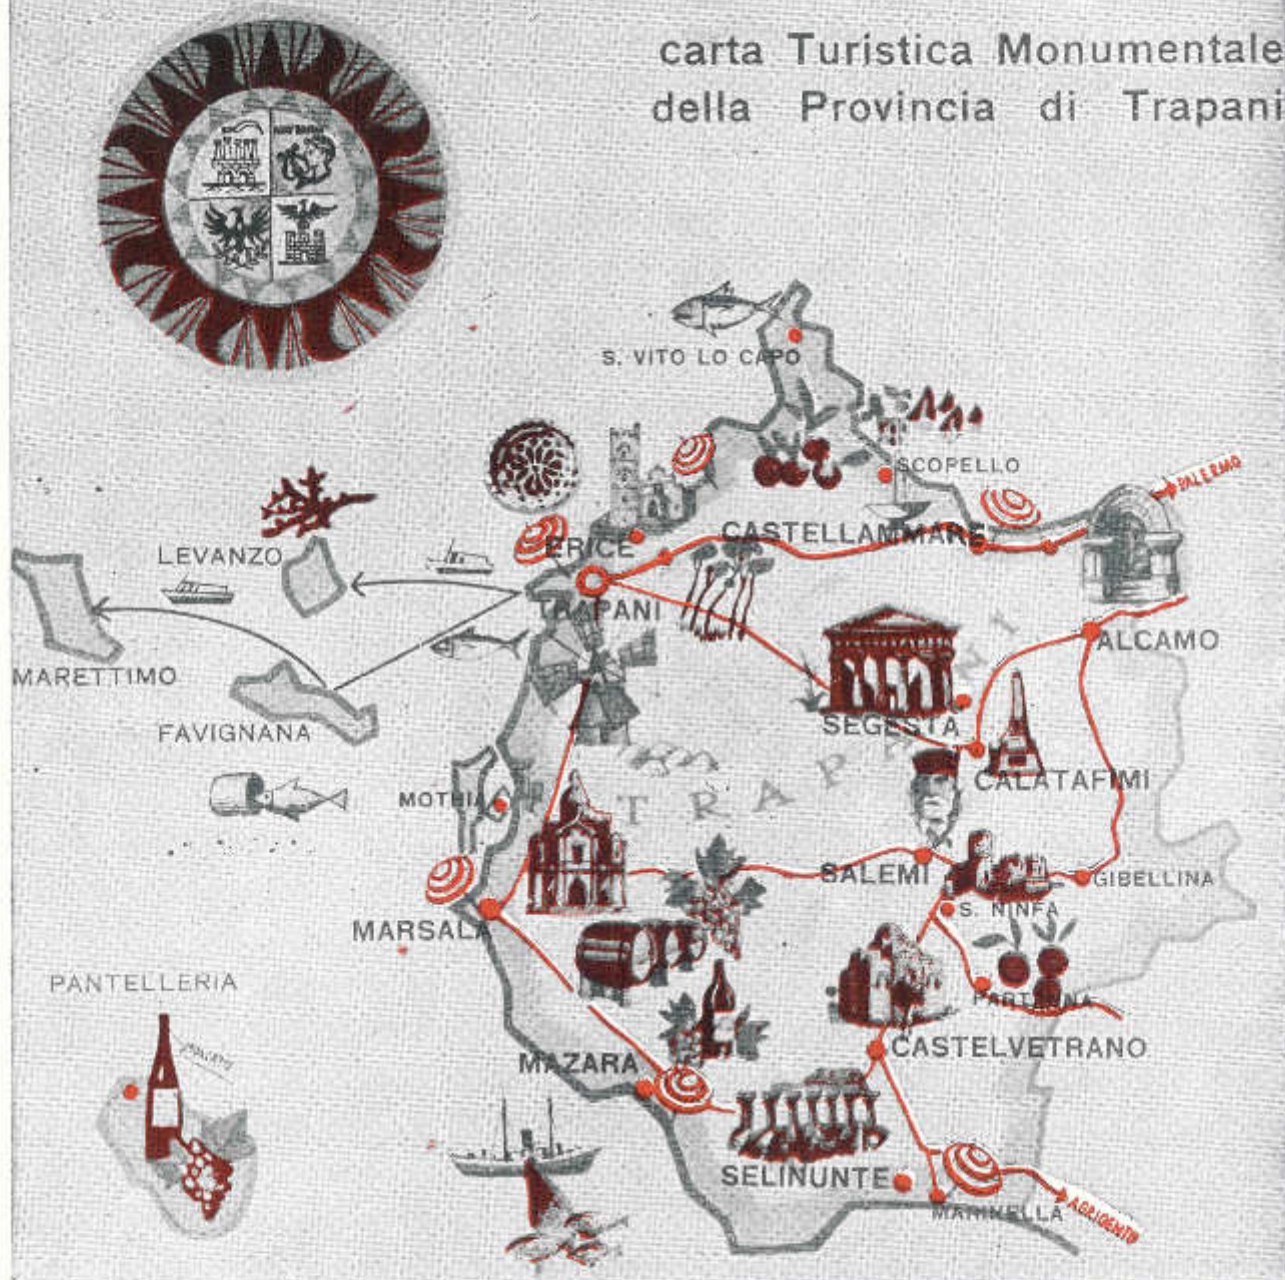 carta Turistica Monumentale
della Provincia di Trapani
S. VITO LO CAPO
SCOPELLO
PALERMO
LEVANZO
ERICE
CASTELLAMMARE
TRAPANI
ALCAMO
MARETTIMO
FAVIGNANA
SEGESTA
CALATAFIMI
MOTHIA
TRAPANI
SALEMI
GIBELLINA
S. NINFA
MARSALA
PANTELLERIA
PARTANNA
CASTELVETRANO
MAZARA
SELINUNTE
MARINELLA
AGRIGENTO